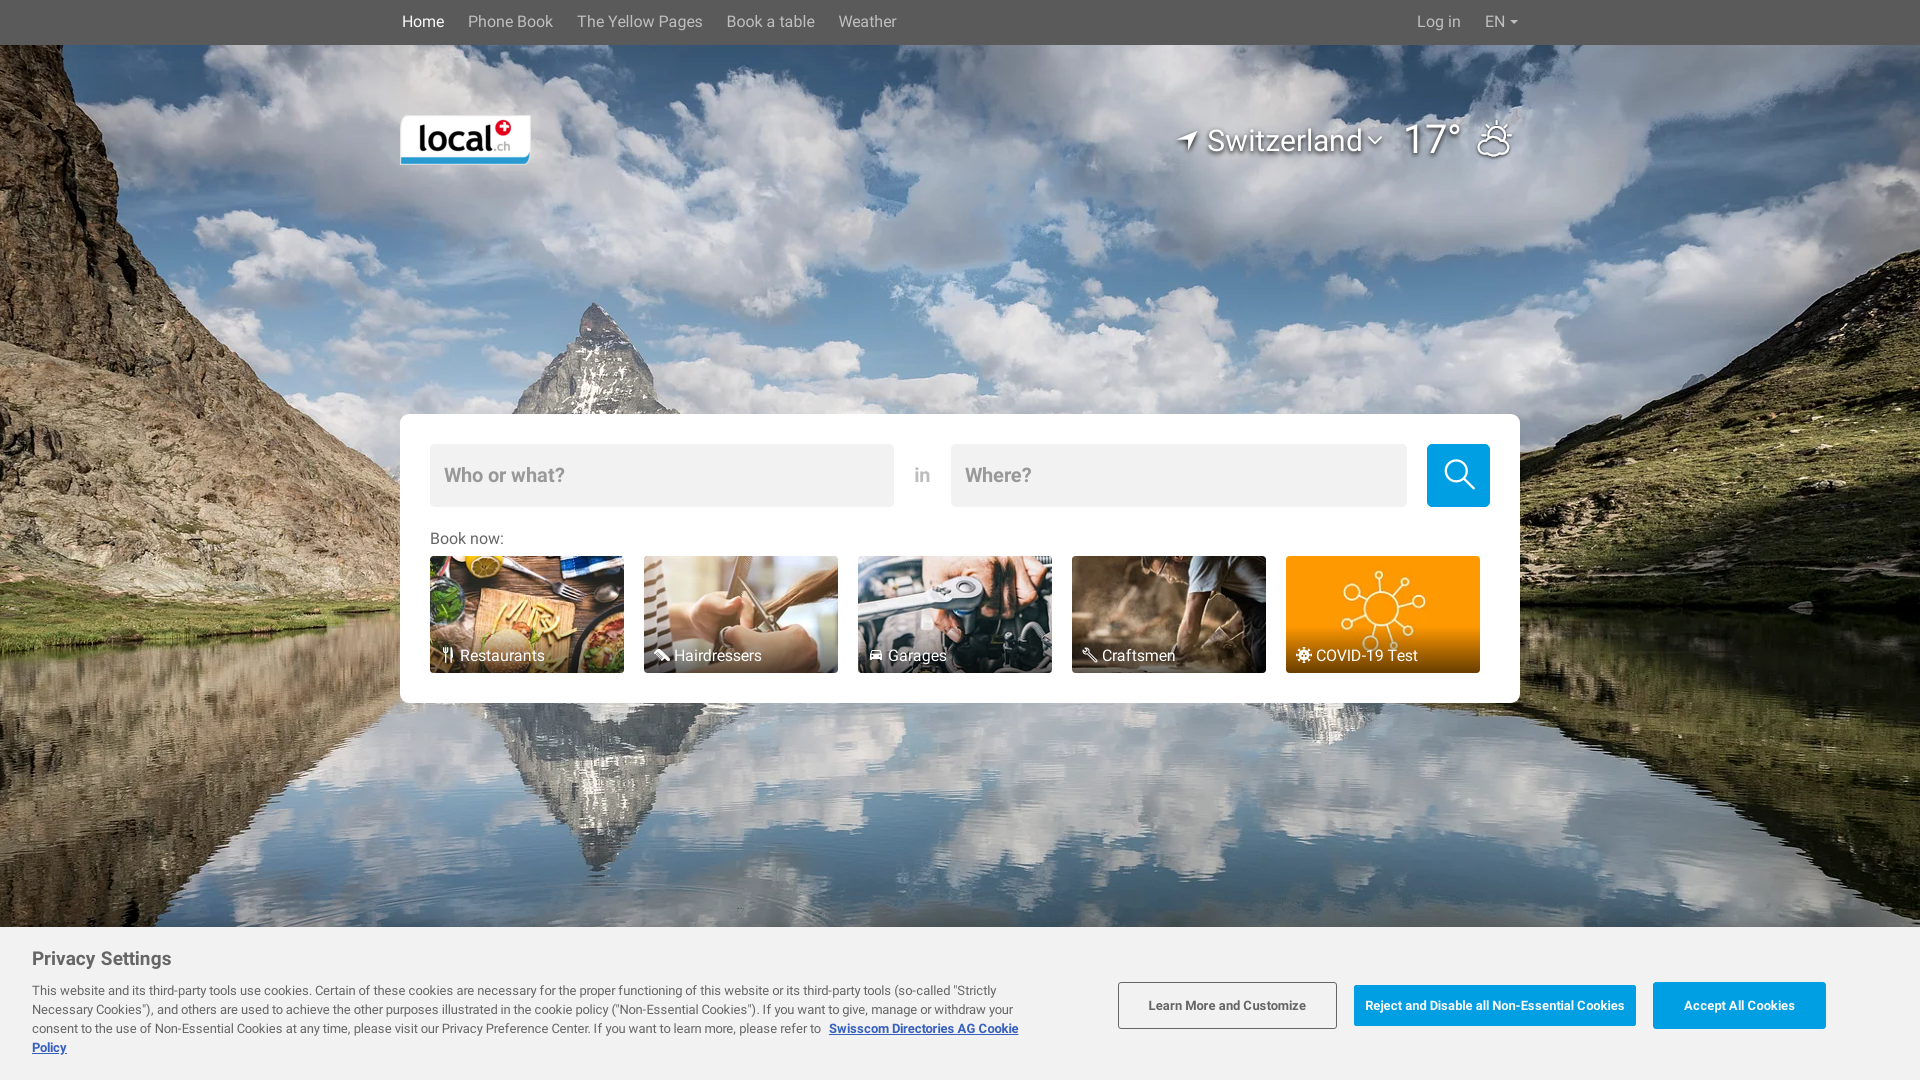 Home Phone Book The Yellow Pages Book a table Weather Log in EN
local.ch Switzerland 17°
Who or what? in Where?
Book now:
Restaurants Hairdressers Garages Craftsmen COVID-19 Test
Privacy Settings
This website and its third-party tools use cookies. Certain of these cookies are necessary for the proper functioning of this website or its third-party tools (so-called "Strictly
Necessary Cookies"), and others are used to achieve the other purposes illustrated in the cookie policy ("Non-Essential Cookies"). If you want to give, manage or withdraw your
consent to the use of Non-Essential Cookies at any time, please visit our Privacy Preference Center. If you want to learn more, please refer to Swisscom Directories AG Cookie
Policy
Learn More and Customize Reject and Disable all Non-Essential Cookies Accept All Cookies